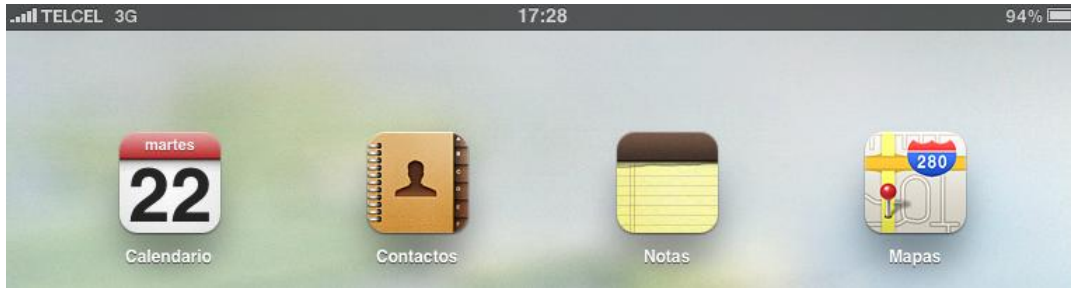 TELCEL 3G 17:28 94%
martes
22
280
Calendario Contactos Notas Mapas